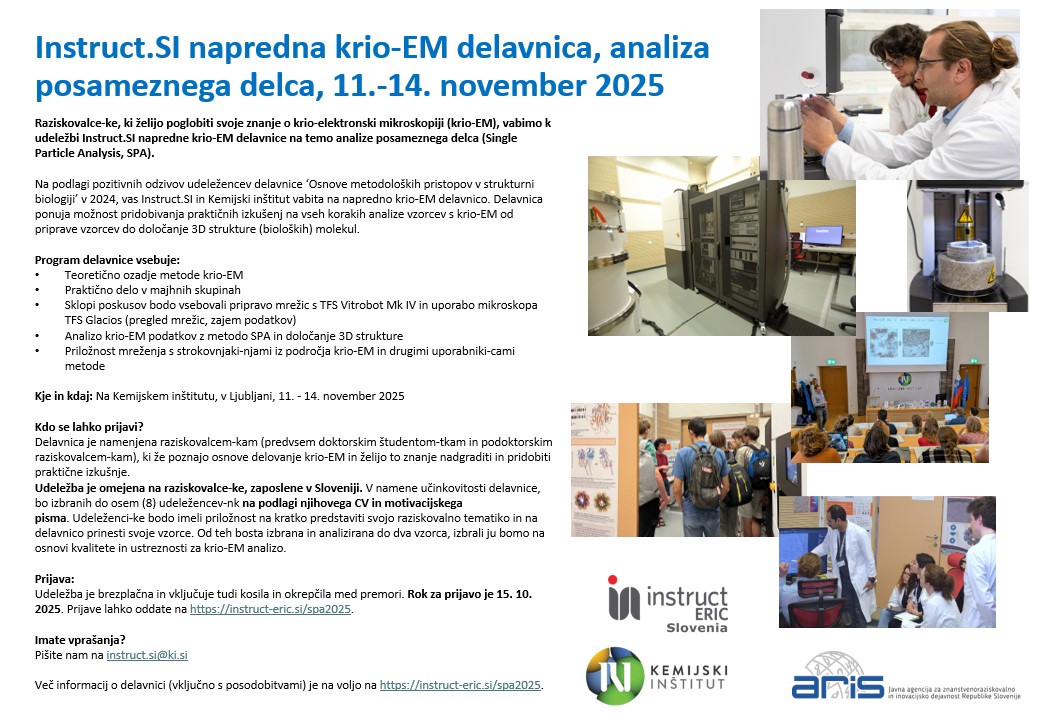 Instruct.SI napredna krio-EM delavnica, analiza
posameznega delca, 11.-14. november 2025
Raziskovalce-ke, ki želijo poglobiti svoje znanje o krio-elektronski mikroskopiji (krio-EM), vabimo k
udeležbi Instruct.SI napredne krio-EM delavnice na temo analize posameznega delca (Single
Particle Analysis, SPA).
Na podlagi pozitivnih odzivov udeležencev delavnice ‘Osnove metodoloških pristopov v strukturni
biologiji’ v 2024, vas Instruct.SI in Kemijski inštitut vabita na napredno krio-EM delavnico. Delavnica
ponuja možnost pridobivanja praktičnih izkušenj na vseh korakih analize vzorcev s krio-EM od
priprave vzorcev do določanje 3D strukture (bioloških) molekul.
Program delavnice vsebuje:
• Teoretično ozadje metode krio-EM
• Praktično delo v majhnih skupinah
• Sklopi poskusov bodo vsebovali pripravo mrežic s TFS Vitrobot Mk IV in uporabo mikroskopa
TFS Glacios (pregled mrežic, zajem podatkov)
• Analizo krio-EM podatkov z metodo SPA in določanje 3D strukture
• Priložnost mreženja s strokovnjaki-njami iz področja krio-EM in drugimi uporabniki-cami
metode
Kje in kdaj: Na Kemijskem inštitutu, v Ljubljani, 11. - 14. november 2025
Kdo se lahko prijavi?
Delavnica je namenjena raziskovalcem-kam (predvsem doktorskim študentom-tkam in podoktorskim
raziskovalcem-kam), ki že poznajo osnove delovanje krio-EM in želijo to znanje nadgraditi in pridobiti
praktične izkušnje.
Udeležba je omejena na raziskovalce-ke, zaposlene v Sloveniji. V namene učinkovitosti delavnice,
bo izbranih do osem (8) udeležencev-nk na podlagi njihovega CV in motivacijskega
pisma. Udeleženci-ke bodo imeli priložnost na kratko predstaviti svojo raziskovalno tematiko in na
delavnico prinesti svoje vzorce. Od teh bosta izbrana in analizirana do dva vzorca, izbrali ju bomo na
osnovi kvalitete in ustreznosti za krio-EM analizo.
Prijava:
Udeležba je brezplačna in vključuje tudi kosila in okrepčila med premori. Rok za prijavo je 15. 10.
2025. Prijave lahko oddate na https://instruct-eric.si/spa2025.
Imate vprašanja?
Pišite nam na instruct.si@ki.si
Več informacij o delavnici (vključno s posodobitvami) je na voljo na https://instruct-eric.si/spa2025.
instruct
ERIC
Slovenia
KEMIJSKI
INŠTITUT
aris
Javna agencija za znanstvenoraziskovalno
in inovacijsko dejavnost Republike Slovenije